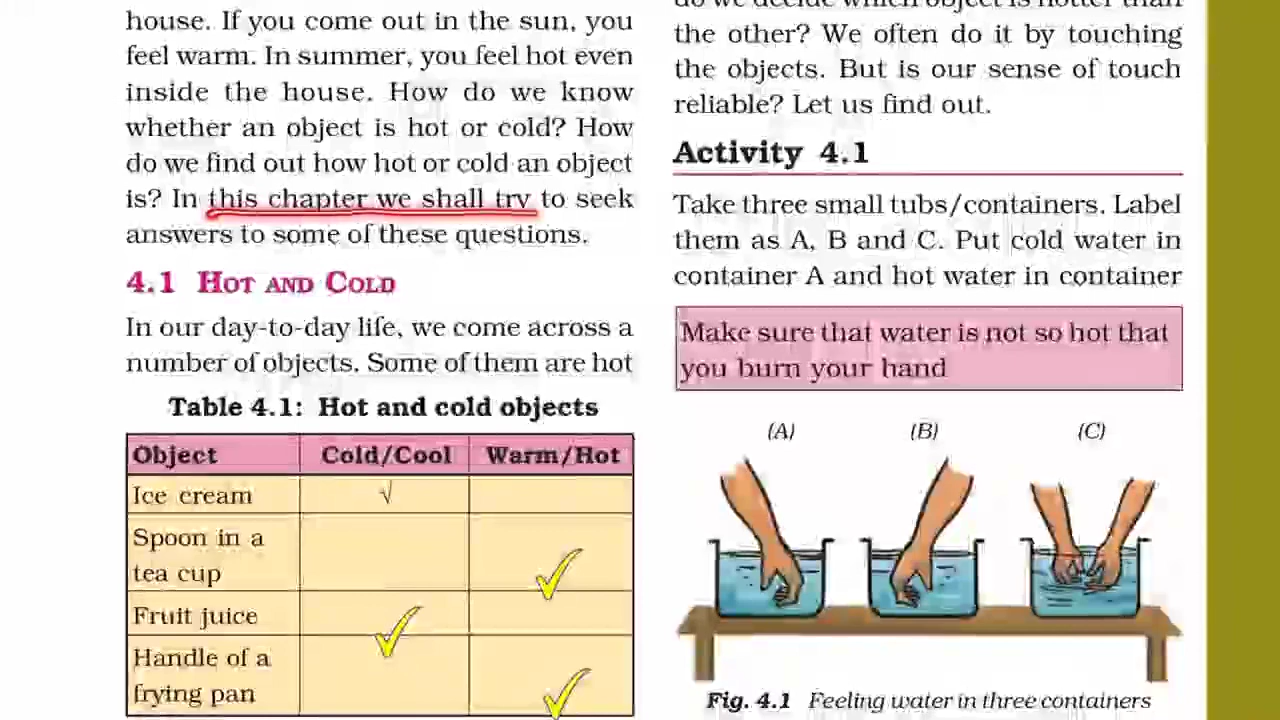 house. If you come out in the sun, you
feel warm. In summer, you feel hot even
inside the house. How do we know
whether an object is hot or cold? How
do we find out how hot or cold an object
is? In this chapter we shall try to seek
answers to some of these questions.
4.1 HOT AND COLD
In our day-to-day life, we come across a
number of objects. Some of them are hot
Table 4.1: Hot and cold objects
Object Cold/Cool Warm/Hot
Ice cream √
Spoon in a
tea cup
Fruit juice
Handle of a
frying pan
do we decide which object is hotter than
the other? We often do it by touching
the objects. But is our sense of touch
reliable? Let us find out.
Activity 4.1
Take three small tubs/containers. Label
them as A, B and C. Put cold water in
container A and hot water in container
Make sure that water is not so hot that
you burn your hand
(A) (B) (C)
Fig. 4.1 Feeling water in three containers